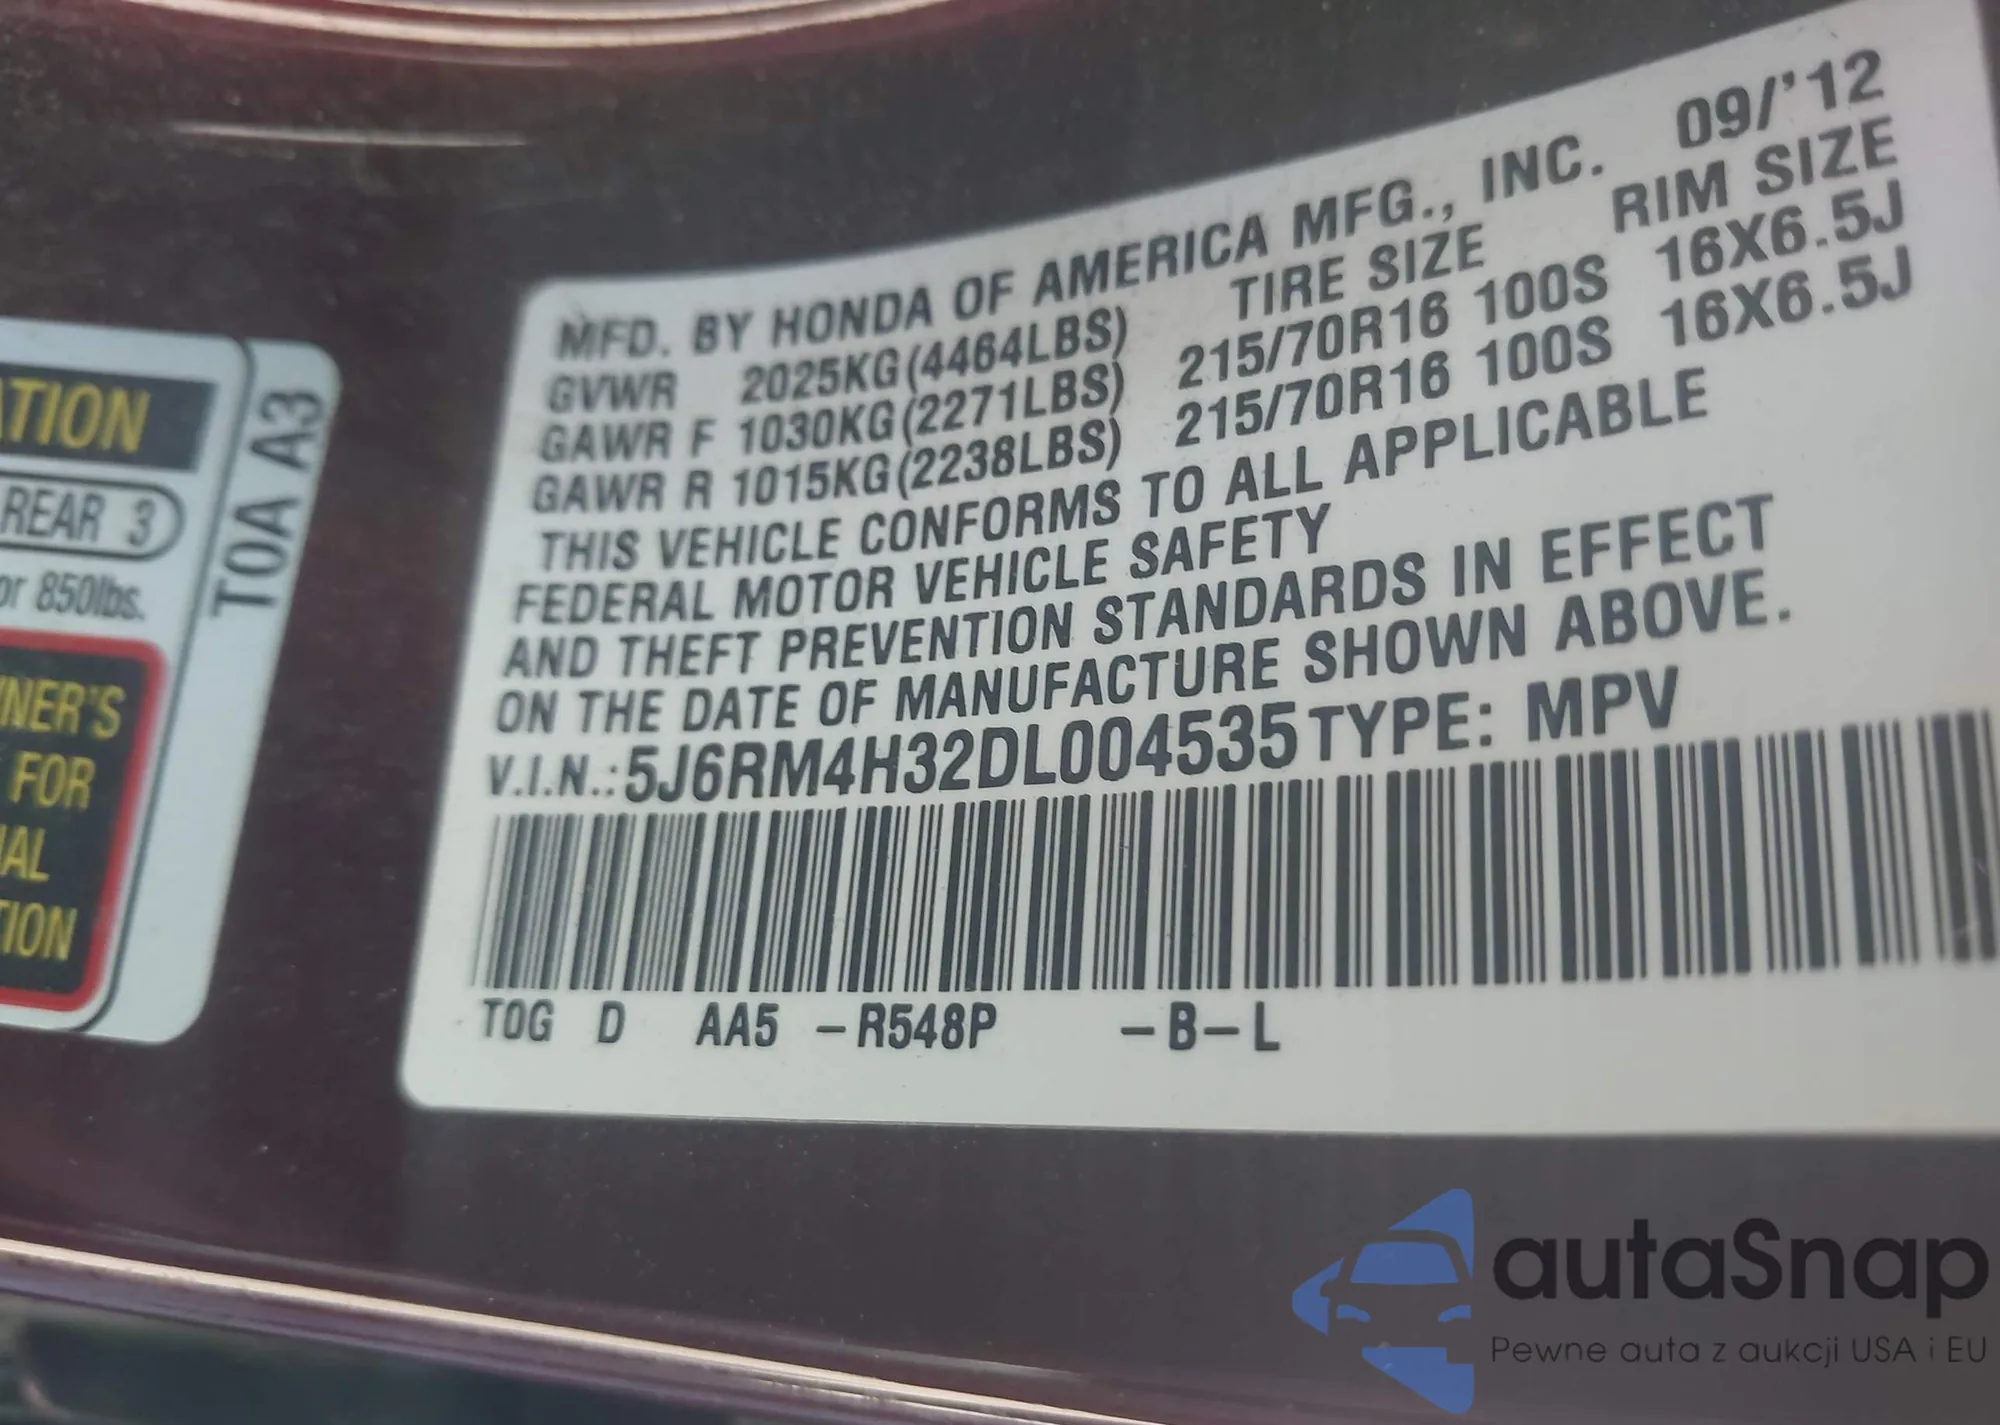 MFD. BY HONDA OF AMERICA MFG., INC. 09/'12
TIRE SIZE RIM SIZE
GVWR 2025KG(4464LBS)
GAWR F 1030KG(2271LBS) 215/70R16 100S 16X6.5J
GAWR R 1015KG(2238LBS) 215/70R16 100S 16X6.5J
THIS VEHICLE CONFORMS TO ALL APPLICABLE
FEDERAL MOTOR VEHICLE SAFETY
AND THEFT PREVENTION STANDARDS IN EFFECT
ON THE DATE OF MANUFACTURE SHOWN ABOVE.
V.I.N.:5J6RM4H32DL004535 TYPE: MPV
TOG D AA5 -R548P -B-L
ATION
REAR 3
or 850lbs.
NER'S
FOR
AL
TION
T0A A3
autaSnap
Pewne auta z aukcji USA i EU